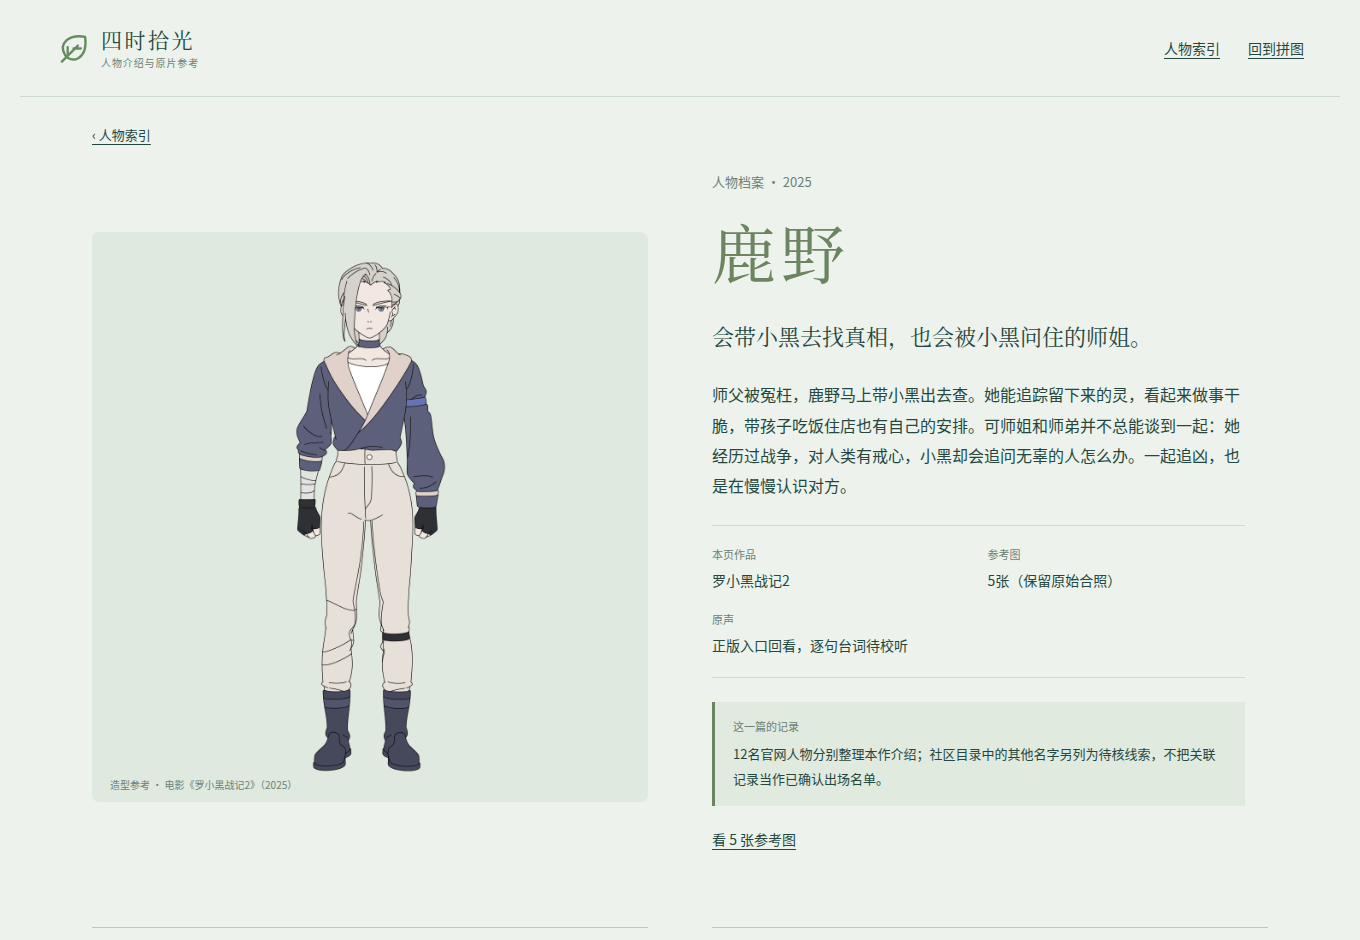 四时拾光
人物介绍与原片参考
人物索引
回到拼图
‹ 人物索引
人物档案 · 2025
鹿野
会带小黑去找真相，也会被小黑问住的师姐。
师父被冤枉，鹿野马上带小黑出去查。她能追踪留下来的灵，看起来做事干
脆，带孩子吃饭住店也有自己的安排。可师姐和师弟并不总能谈到一起：她
经历过战争，对人类有戒心，小黑却会追问无辜的人怎么办。一起追凶，也
是在慢慢认识对方。
本页作品
罗小黑战记2
参考图
5张（保留原始合照）
原声
正版入口回看，逐句台词待校听
这一篇的记录
12名官网人物分别整理本作介绍；社区目录中的其他名字另列为待核线索，不把关联
记录当作已确认出场名单。
看 5 张参考图
造型参考 · 电影《罗小黑战记2》（2025）